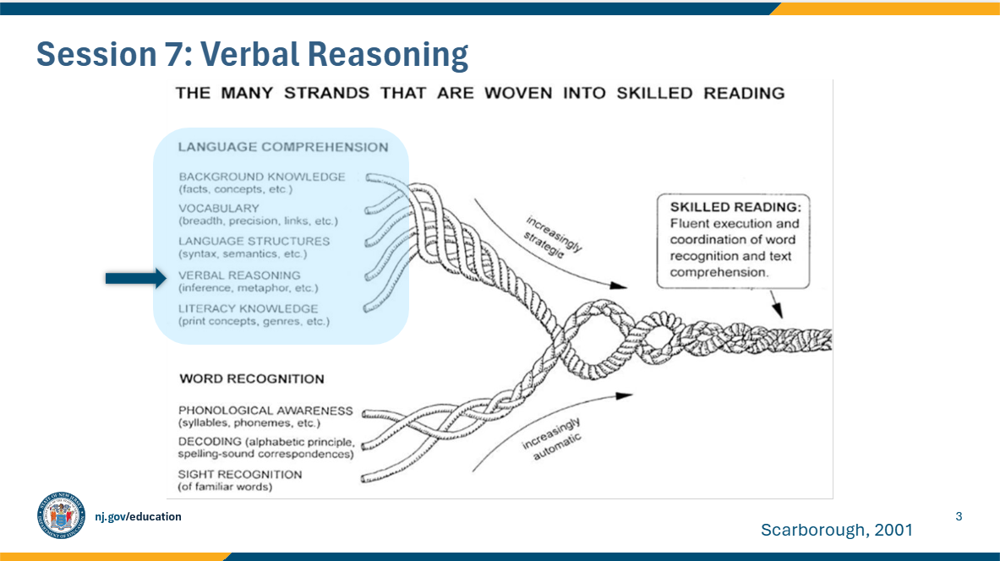 Session 7: Verbal Reasoning
THE MANY STRANDS THAT ARE WOVEN INTO SKILLED READING
LANGUAGE COMPREHENSION
BACKGROUND KNOWLEDGE
(facts, concepts, etc.)
VOCABULARY
(breadth, precision, links, etc.)
LANGUAGE STRUCTURES
(syntax, semantics, etc.)
VERBAL REASONING
(inference, metaphor, etc.)
LITERACY KNOWLEDGE
(print concepts, genres, etc.)
increasingly
strategic
SKILLED READING:
Fluent execution and
coordination of word
recognition and text
comprehension.
WORD RECOGNITION
PHONOLOGICAL AWARENESS
(syllables, phonemes, etc.)
DECODING (alphabetic principle,
spelling-sound correspondences)
SIGHT RECOGNITION
(of familiar words)
increasingly
automatic
nj.gov/education
3
Scarborough, 2001